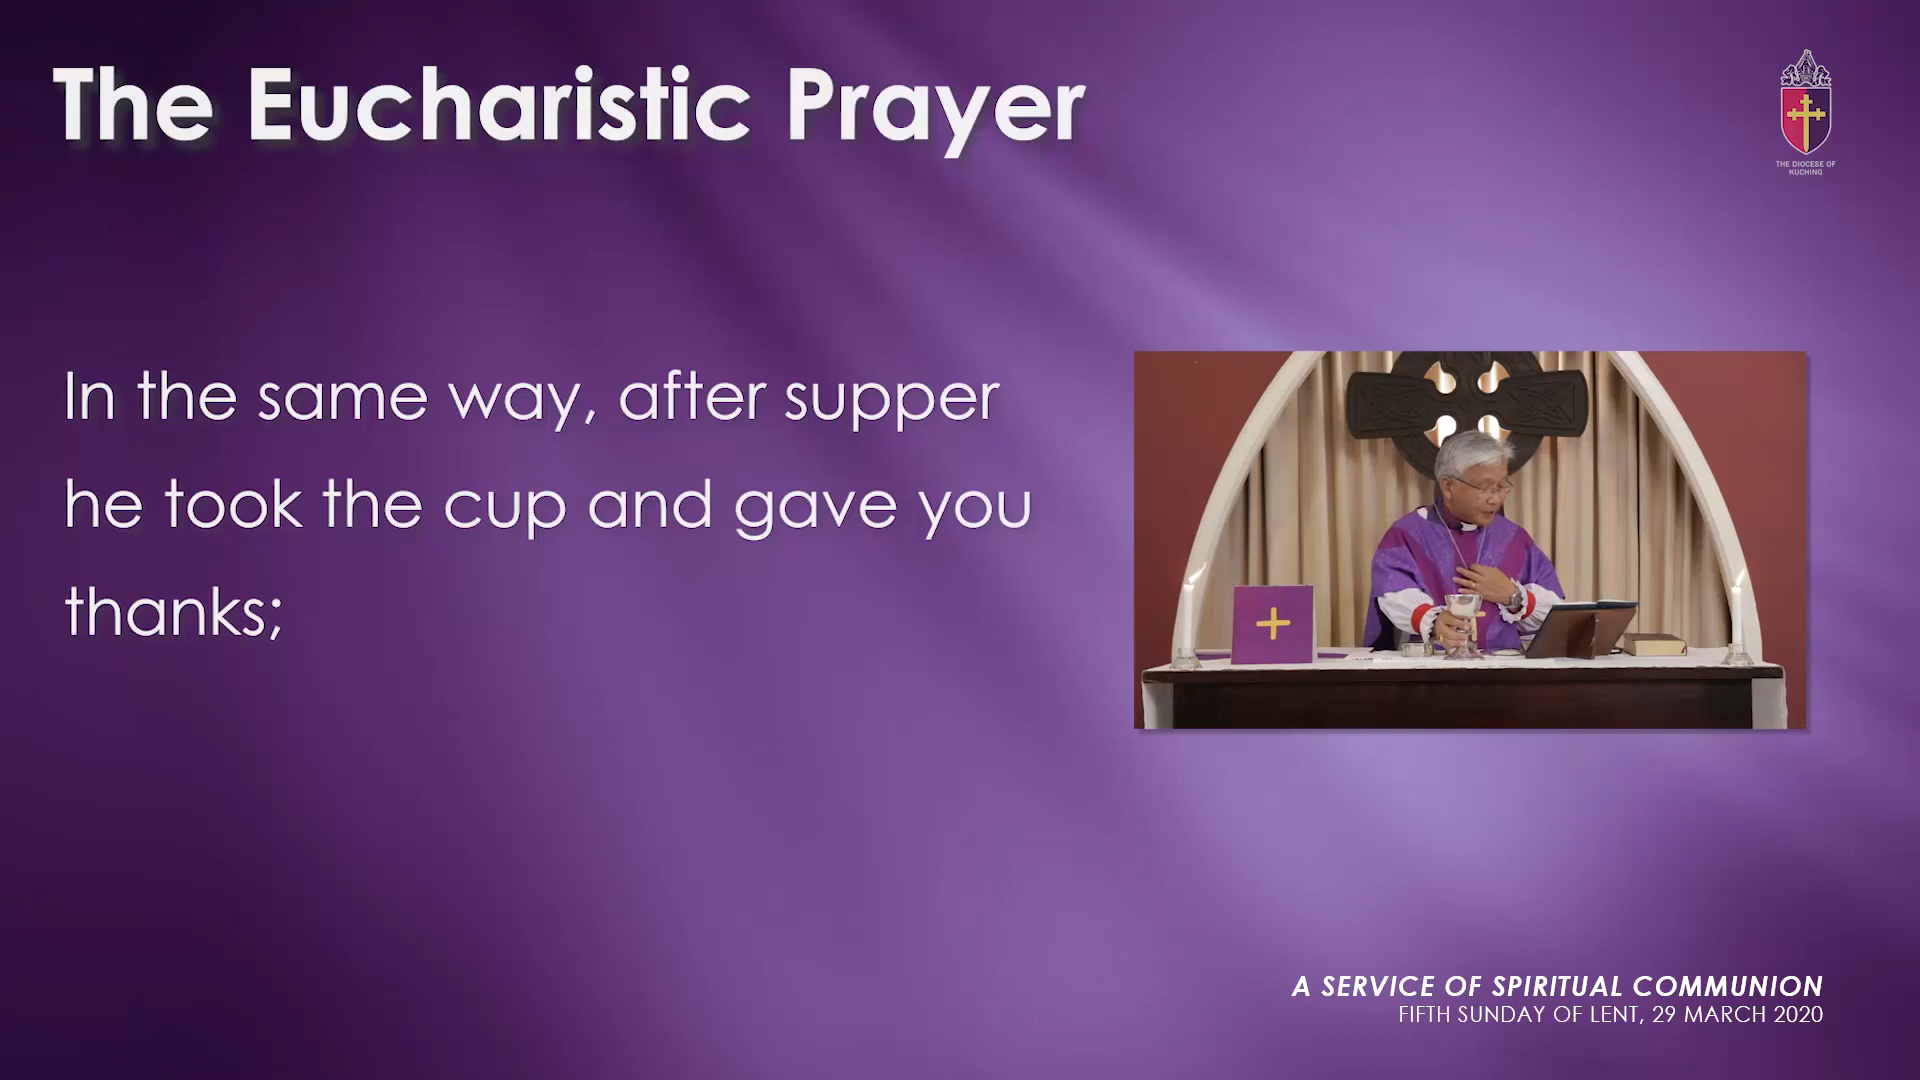 The Eucharistic Prayer
THE DIOCESE OF
KUCHING
In the same way, after supper
he took the cup and gave you
thanks;
A SERVICE OF SPIRITUAL COMMUNION
FIFTH SUNDAY OF LENT, 29 MARCH 2020